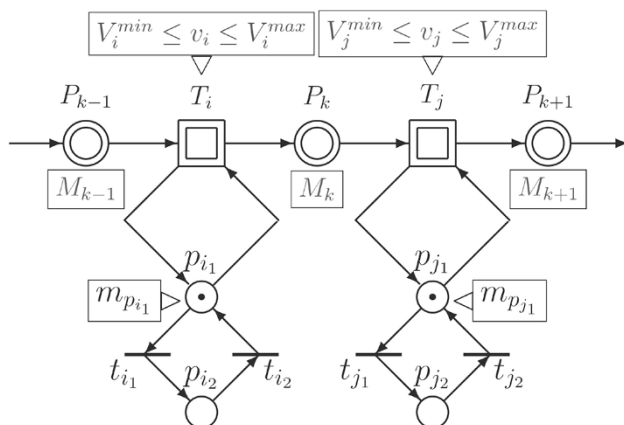 V_i^{min} ≤ v_i ≤ V_i^{max} V_j^{min} ≤ v_j ≤ V_j^{max}
P_{k−1} T_i P_k T_j P_{k+1}
M_{k−1} M_k M_{k+1}
p_{i_1} p_{j_1}
m_{p_{i_1}} m_{p_{j_1}}
t_{i_1} p_{i_2} t_{i_2} t_{j_1} p_{j_2} t_{j_2}